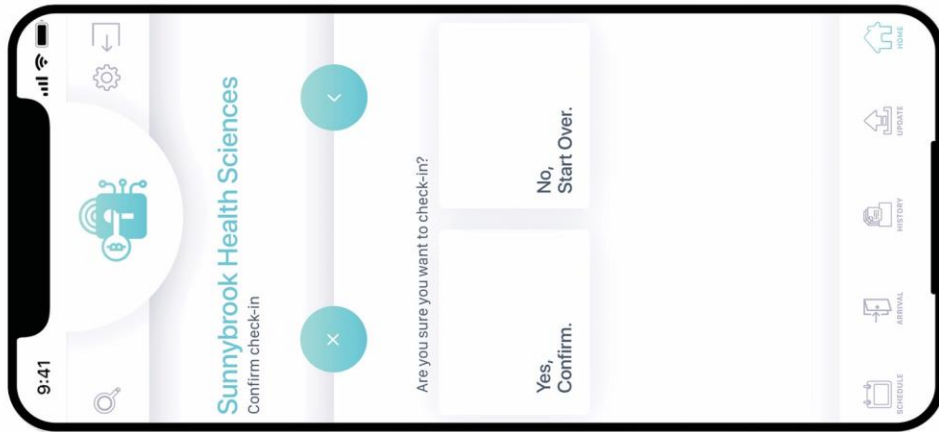 9:41
Sunnybrook Health Sciences
Confirm check-in
Are you sure you want to check-in?
Yes,
Confirm.
No,
Start Over.
SCHEDULE
ARRIVAL
HISTORY
UPDATE
HOME